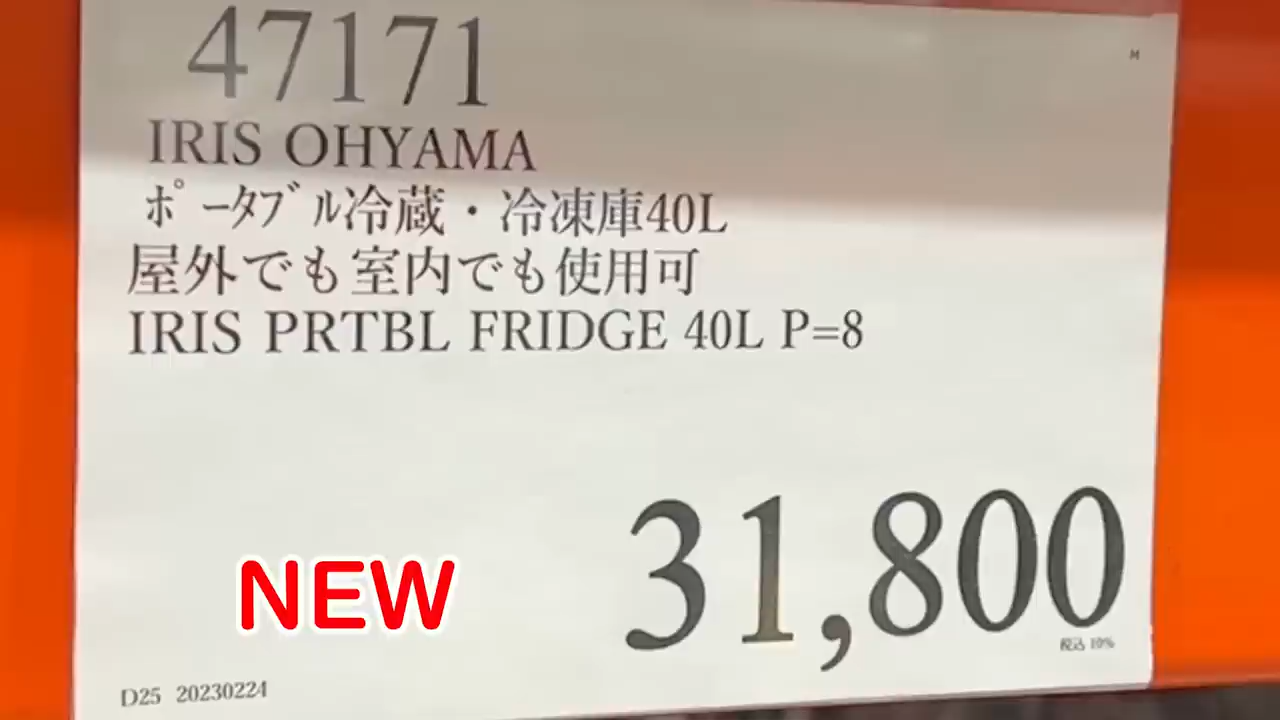 47171
M
IRIS OHYAMA
ﾎﾟｰﾀﾌﾞﾙ冷蔵・冷凍庫40L
屋外でも室内でも使用可
IRIS PRTBL FRIDGE 40L P=8
31,800
税込 10%
NEW
D25 20230224